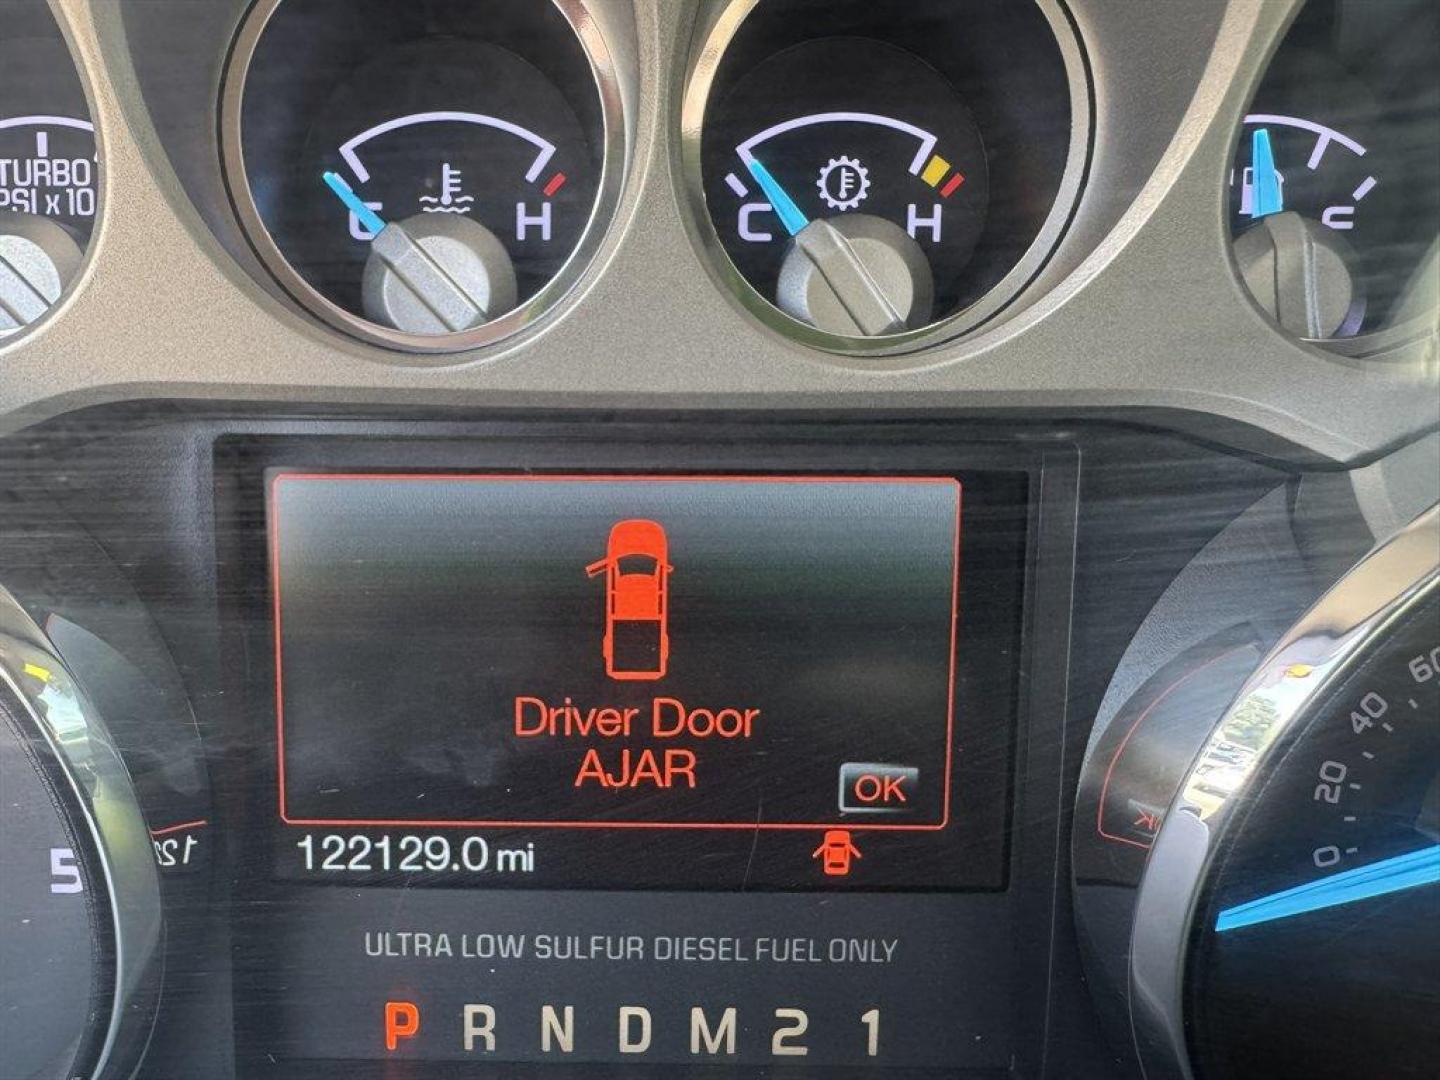 TURBO
PSI x 10
C H
C H
E
Driver Door
AJAR
OK
122129.0 mi
ULTRA LOW SULFUR DIESEL FUEL ONLY
P R N D M 2 1
5
0 20 40 60